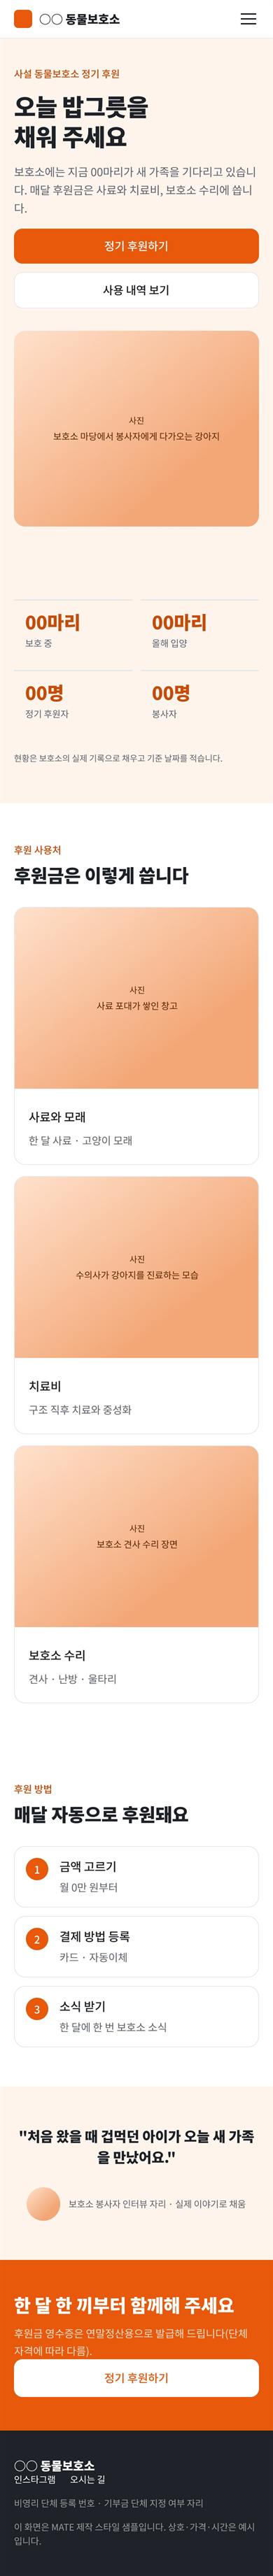 ○○ 동물보호소
사설 동물보호소 정기 후원
오늘 밥그릇을
채워 주세요
보호소에는 지금 00마리가 새 가족을 기다리고 있습니
다. 매달 후원금은 사료와 치료비, 보호소 수리에 씁니
다.
정기 후원하기
사용 내역 보기
사진
보호소 마당에서 봉사자에게 다가오는 강아지
00마리
보호 중
00마리
올해 입양
00명
정기 후원자
00명
봉사자
현황은 보호소의 실제 기록으로 채우고 기준 날짜를 적습니다.
후원 사용처
후원금은 이렇게 씁니다
사진
사료 포대가 쌓인 창고
사료와 모래
한 달 사료 · 고양이 모래
사진
수의사가 강아지를 진료하는 모습
치료비
구조 직후 치료와 중성화
사진
보호소 견사 수리 장면
보호소 수리
견사 · 난방 · 울타리
후원 방법
매달 자동으로 후원돼요
1
금액 고르기
월 0만 원부터
2
결제 방법 등록
카드 · 자동이체
3
소식 받기
한 달에 한 번 보호소 소식
"처음 왔을 때 겁먹던 아이가 오늘 새 가족
을 만났어요."
보호소 봉사자 인터뷰 자리 · 실제 이야기로 채움
한 달 한 끼부터 함께해 주세요
후원금 영수증은 연말정산용으로 발급해 드립니다(단체
자격에 따라 다름).
정기 후원하기
○○ 동물보호소
인스타그램 오시는 길
비영리 단체 등록 번호 · 기부금 단체 지정 여부 자리
이 화면은 MATE 제작 스타일 샘플입니다. 상호·가격·시간은 예시
입니다.